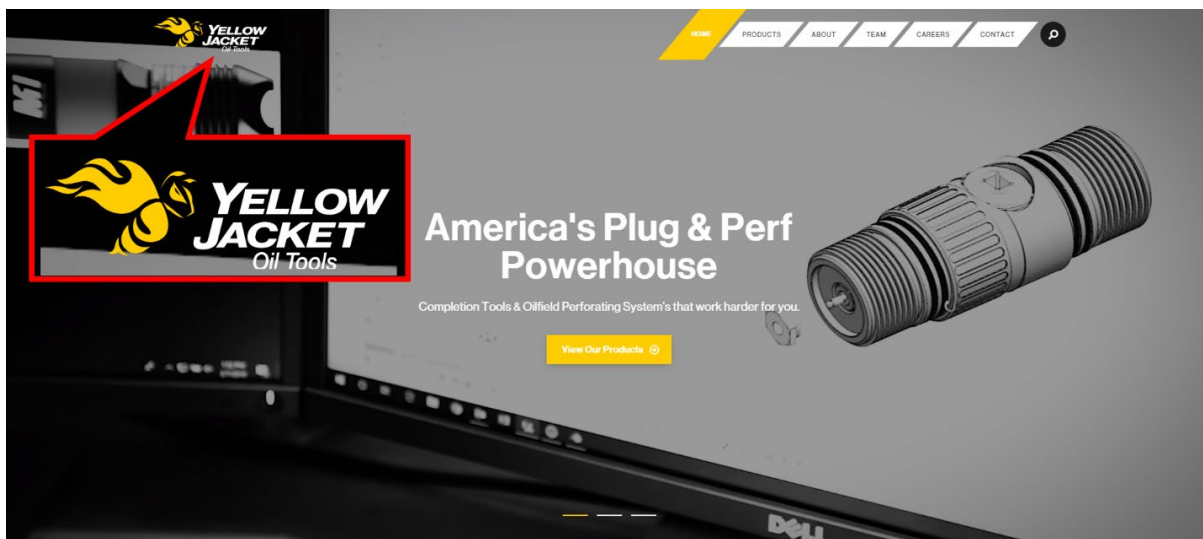 YELLOW
JACKET
Oil Tools
HOME
PRODUCTS
ABOUT
TEAM
CAREERS
CONTACT
M1
YELLOW
JACKET
Oil Tools
America's Plug & Perf
Powerhouse
Completion Tools & Oilfield Perforating System's that work harder for you.
View Our Products
DELL